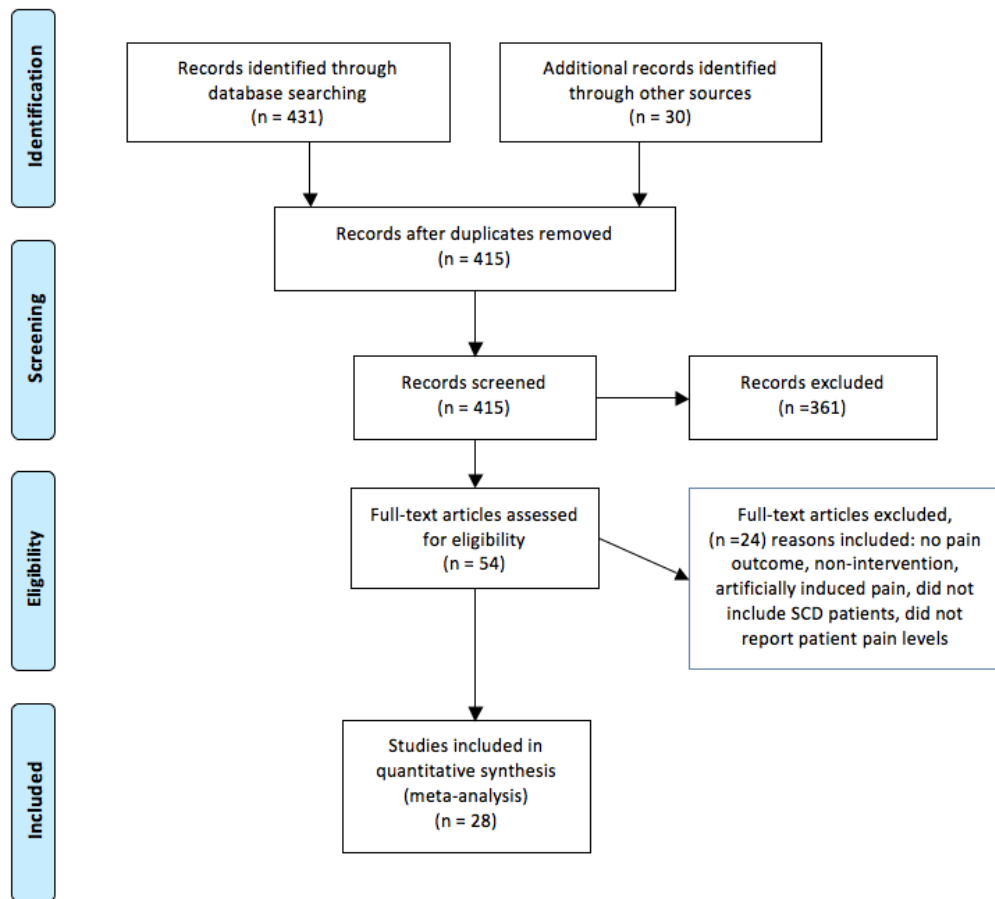 Identification
Records identified through
database searching
(n = 431)
Additional records identified
through other sources
(n = 30)
Records after duplicates removed
(n = 415)
Screening
Records screened
(n = 415)
Records excluded
(n =361)
Eligibility
Full-text articles assessed
for eligibility
(n = 54)
Full-text articles excluded,
(n =24) reasons included: no pain
outcome, non-intervention,
artificially induced pain, did not
include SCD patients, did not
report patient pain levels
Included
Studies included in
quantitative synthesis
(meta-analysis)
(n = 28)